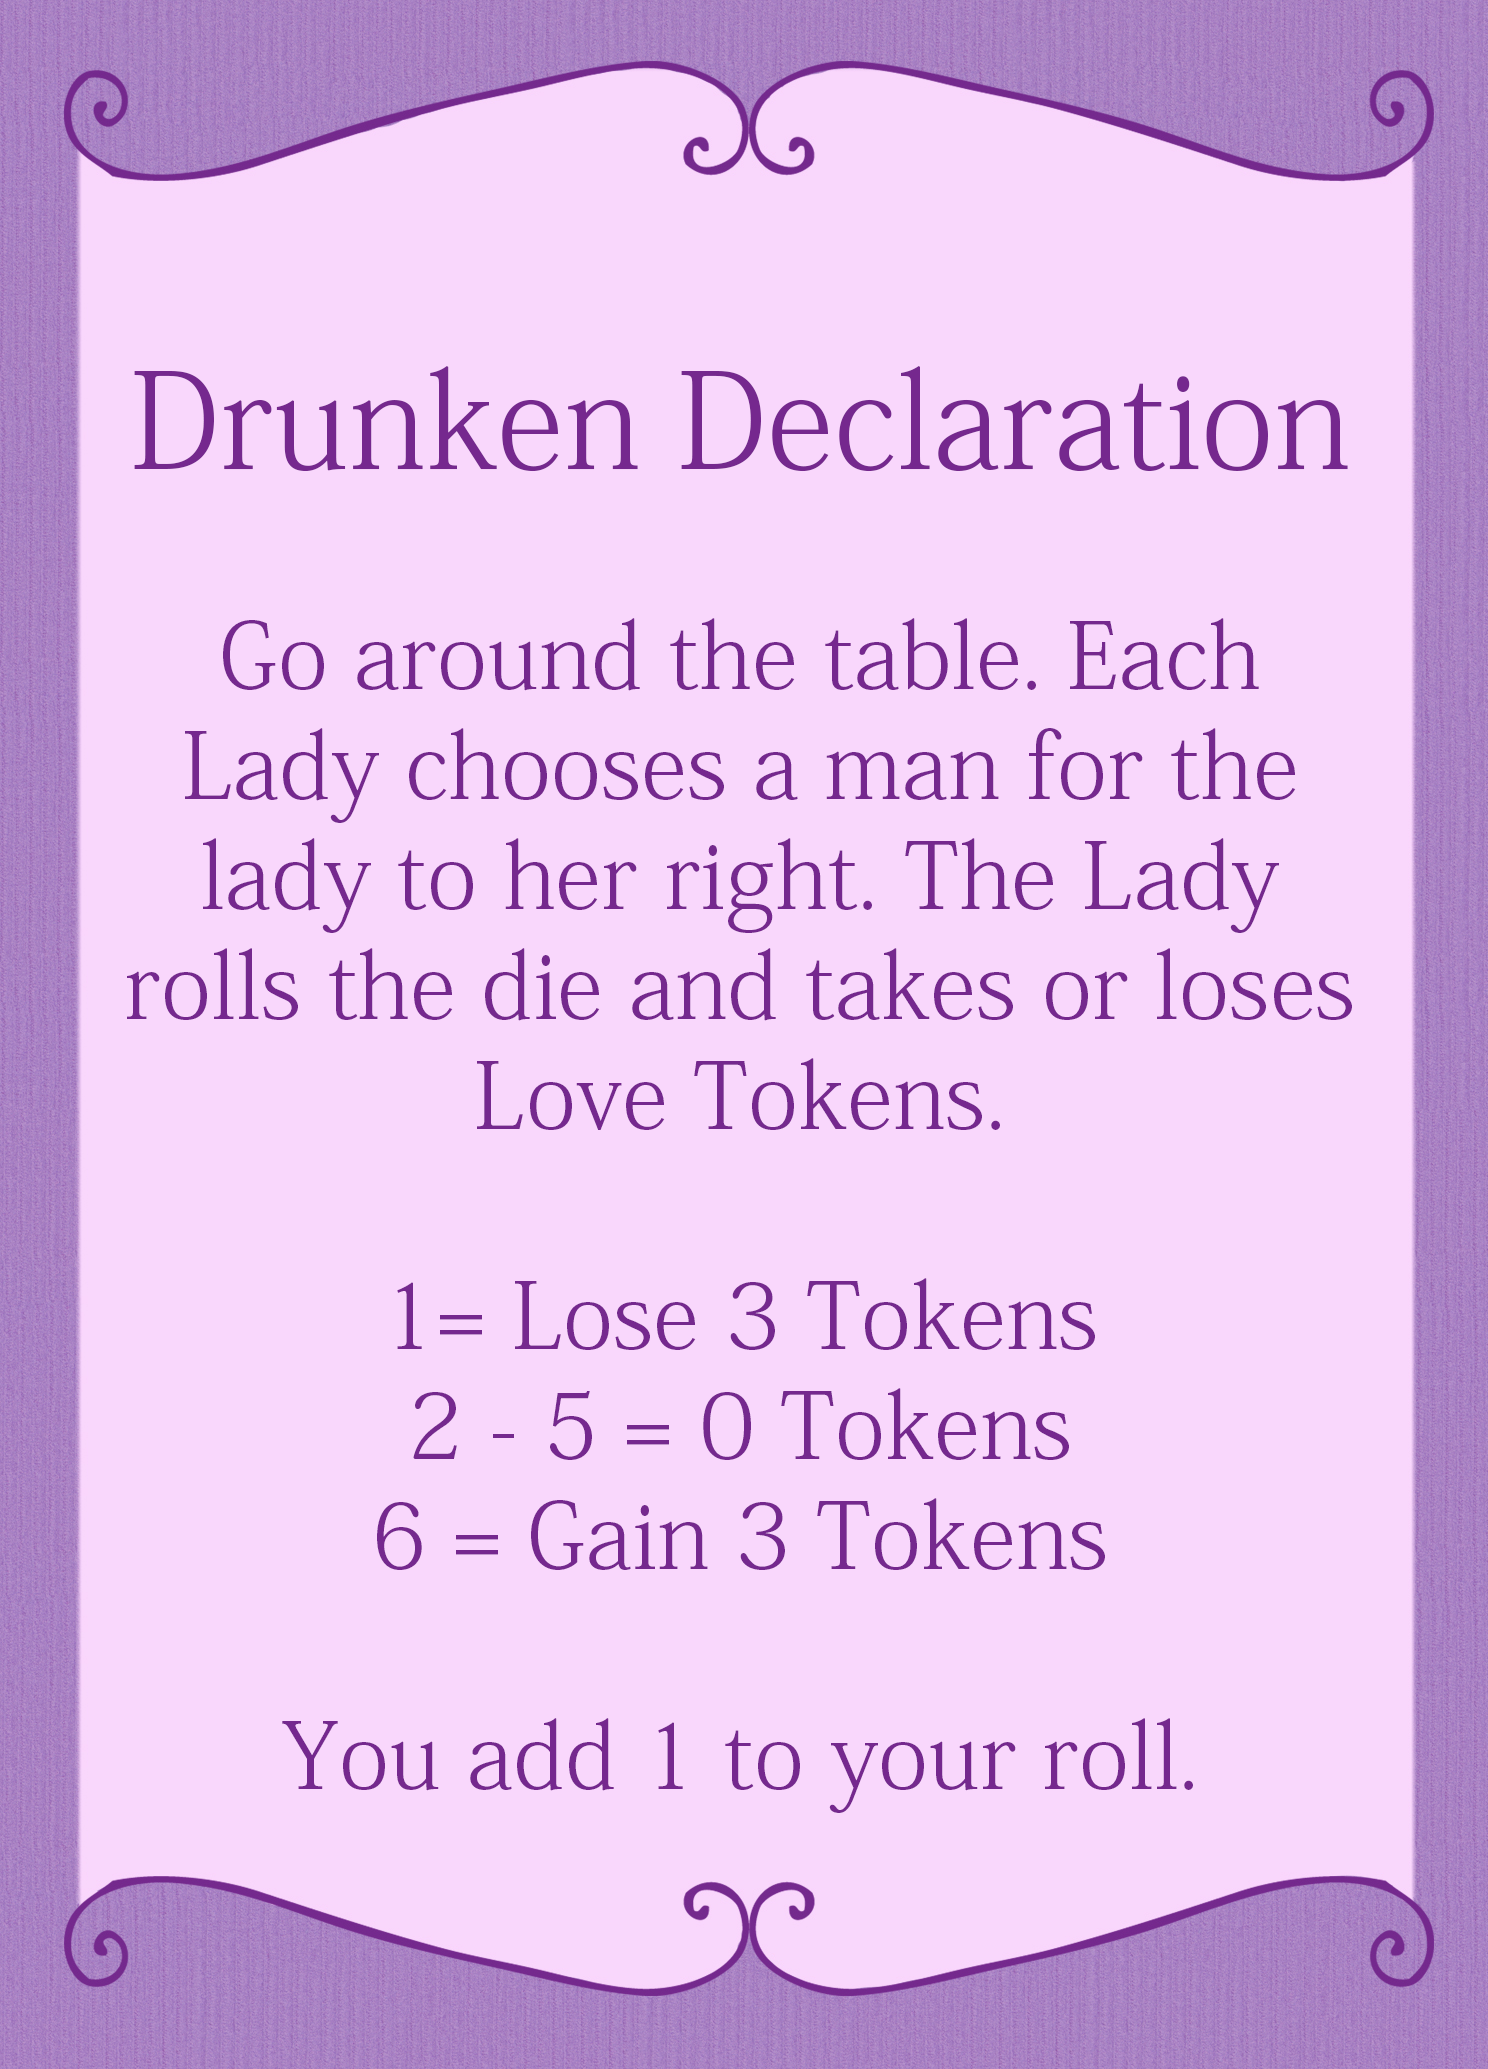 Drunken Declaration
Go around the table. Each
Lady chooses a man for the
lady to her right. The Lady
rolls the die and takes or loses
Love Tokens.
1= Lose 3 Tokens
2 - 5 = 0 Tokens
6 = Gain 3 Tokens
You add 1 to your roll.